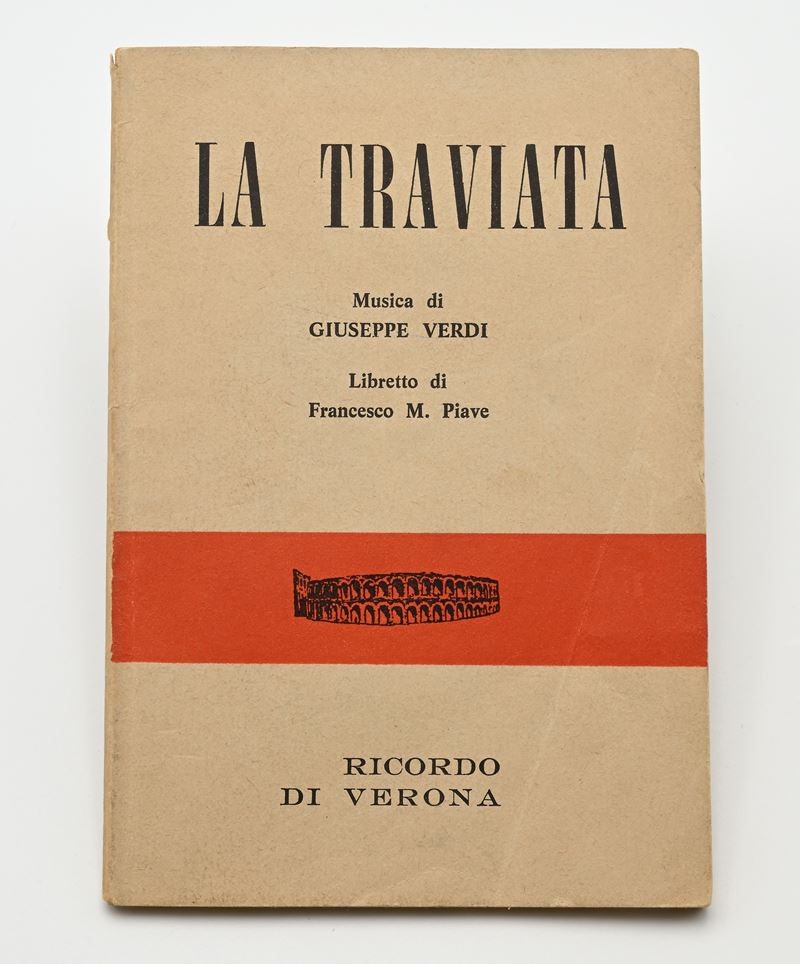 LA TRAVIATA
Musica di
GIUSEPPE VERDI
Libretto di
Francesco M. Piave
RICORDO
DI VERONA